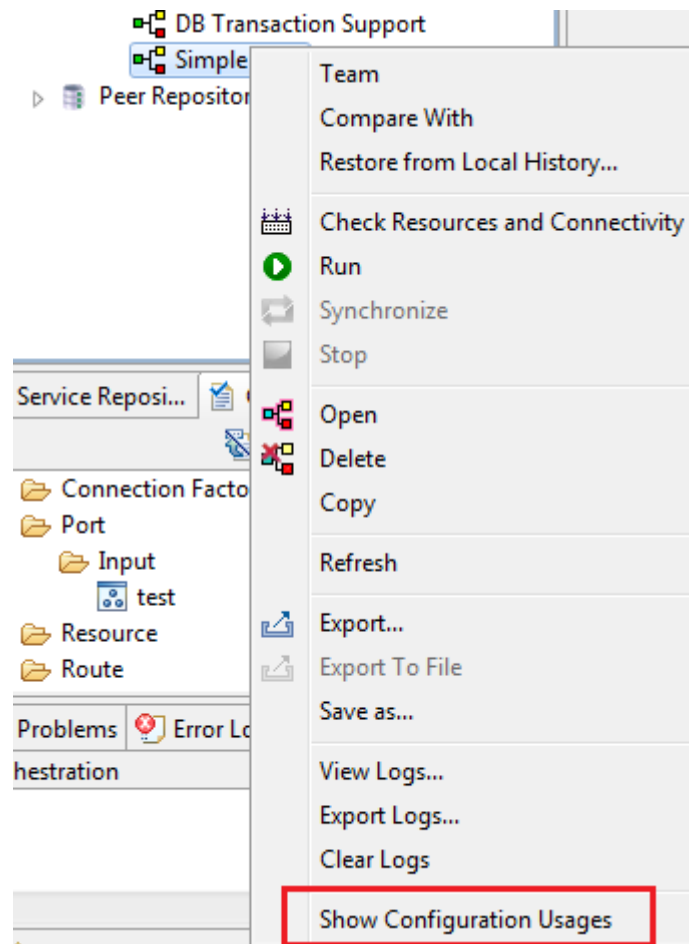 DB Transaction Support
Simple
Peer Repositor
Team
Compare With
Restore from Local History...
Check Resources and Connectivity
Run
Synchronize
Stop
Open
Delete
Copy
Refresh
Export...
Export To File
Save as...
View Logs...
Export Logs...
Clear Logs
Show Configuration Usages
Service Reposi...
Connection Facto
Port
Input
test
Resource
Route
Problems Error Lo
hestration